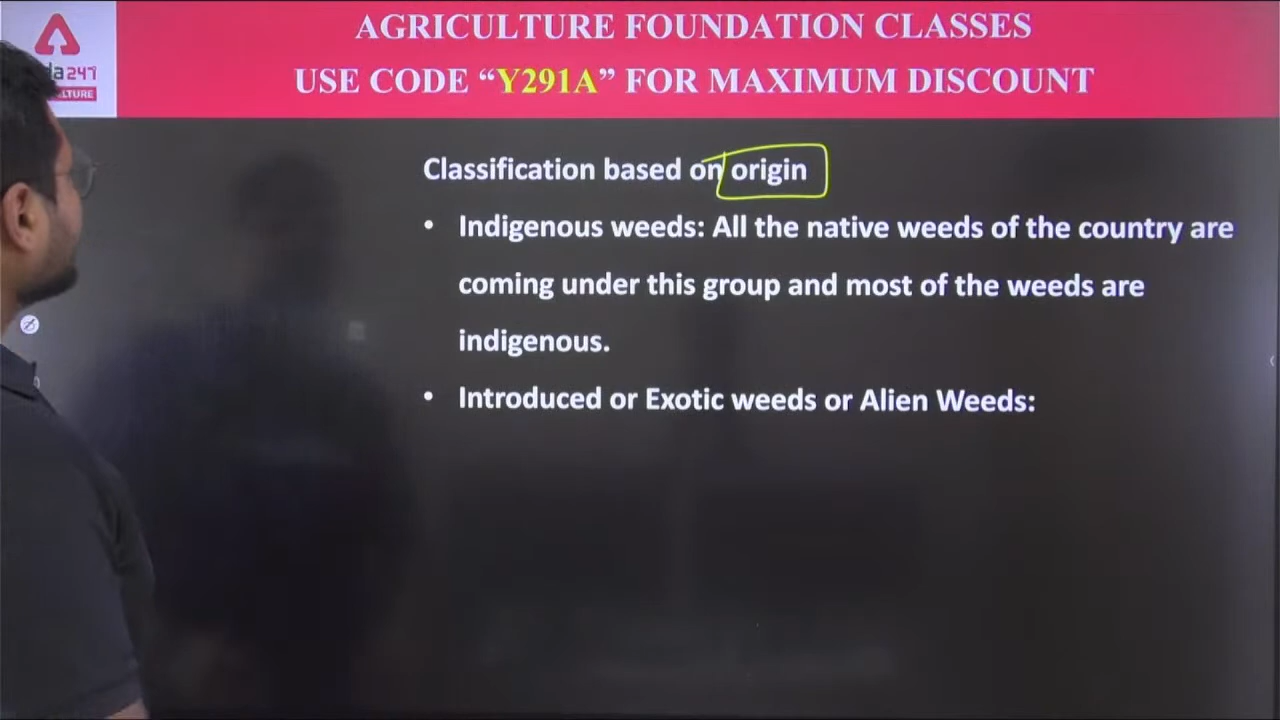 AGRICULTURE FOUNDATION CLASSES
USE CODE “Y291A” FOR MAXIMUM DISCOUNT
247
Classification based on origin
• Indigenous weeds: All the native weeds of the country are
coming under this group and most of the weeds are
indigenous.
• Introduced or Exotic weeds or Alien Weeds: